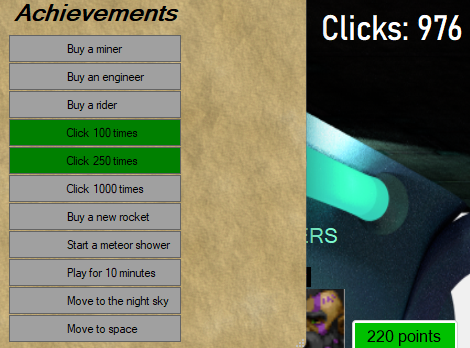 Achievements
Buy a miner
Buy an engineer
Buy a rider
Click 100 times
Click 250 times
Click 1000 times
Buy a new rocket
Start a meteor shower
Play for 10 minutes
Move to the night sky
Move to space
Clicks: 976
ERS
220 points